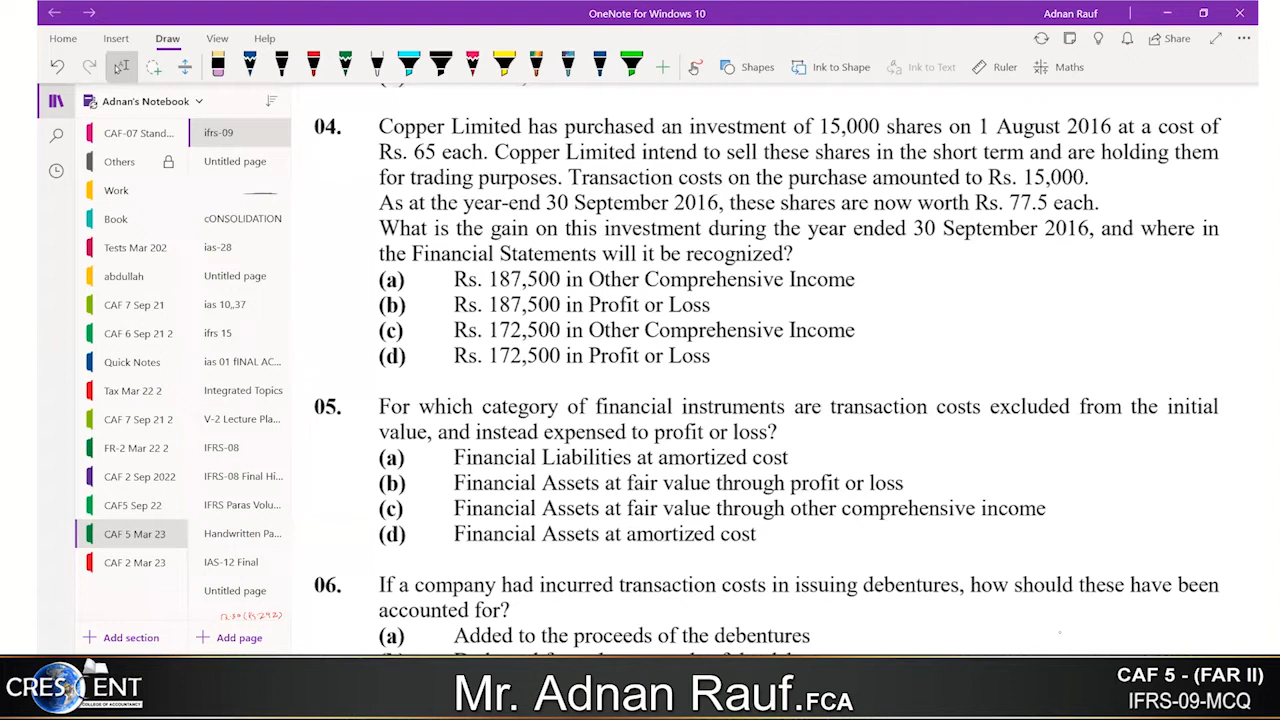 OneNote for Windows 10
Adnan Rauf
Home
Insert
Draw
View
Help
Share
Shapes
Ink to Shape
Ink to Text
Ruler
Maths
Adnan's Notebook
CAF-07 Stand...
Others
Work
Book
Tests Mar 202
abdullah
CAF 7 Sep 21
CAF 6 Sep 21 2
Quick Notes
Tax Mar 22 2
CAF 7 Sep 21 2
FR-2 Mar 22 2
CAF 2 Sep 2022
CAF5 Sep 22
CAF 5 Mar 23
CAF 2 Mar 23
Add section
ifrs-09
Untitled page
cONSOLIDATION
ias-28
Untitled page
ias 10,,37
ifrs 15
ias 01 fINAL AC...
Integrated Topics
V-2 Lecture Pla...
IFRS-08
IFRS-08 Final Hi...
IFRS Paras Volu...
Handwritten Pa...
IAS-12 Final
Untitled page
Add page
04. Copper Limited has purchased an investment of 15,000 shares on 1 August 2016 at a cost of
Rs. 65 each. Copper Limited intend to sell these shares in the short term and are holding them
for trading purposes. Transaction costs on the purchase amounted to Rs. 15,000.
As at the year-end 30 September 2016, these shares are now worth Rs. 77.5 each.
What is the gain on this investment during the year ended 30 September 2016, and where in
the Financial Statements will it be recognized?
(a) Rs. 187,500 in Other Comprehensive Income
(b) Rs. 187,500 in Profit or Loss
(c) Rs. 172,500 in Other Comprehensive Income
(d) Rs. 172,500 in Profit or Loss
05. For which category of financial instruments are transaction costs excluded from the initial
value, and instead expensed to profit or loss?
(a) Financial Liabilities at amortized cost
(b) Financial Assets at fair value through profit or loss
(c) Financial Assets at fair value through other comprehensive income
(d) Financial Assets at amortized cost
06. If a company had incurred transaction costs in issuing debentures, how should these have been
accounted for?
(a) Added to the proceeds of the debentures
CRESCENT
COLLEGE OF ACCOUNTANCY
Mr. Adnan Rauf.FCA
CAF 5 - (FAR II)
IFRS-09-MCQ